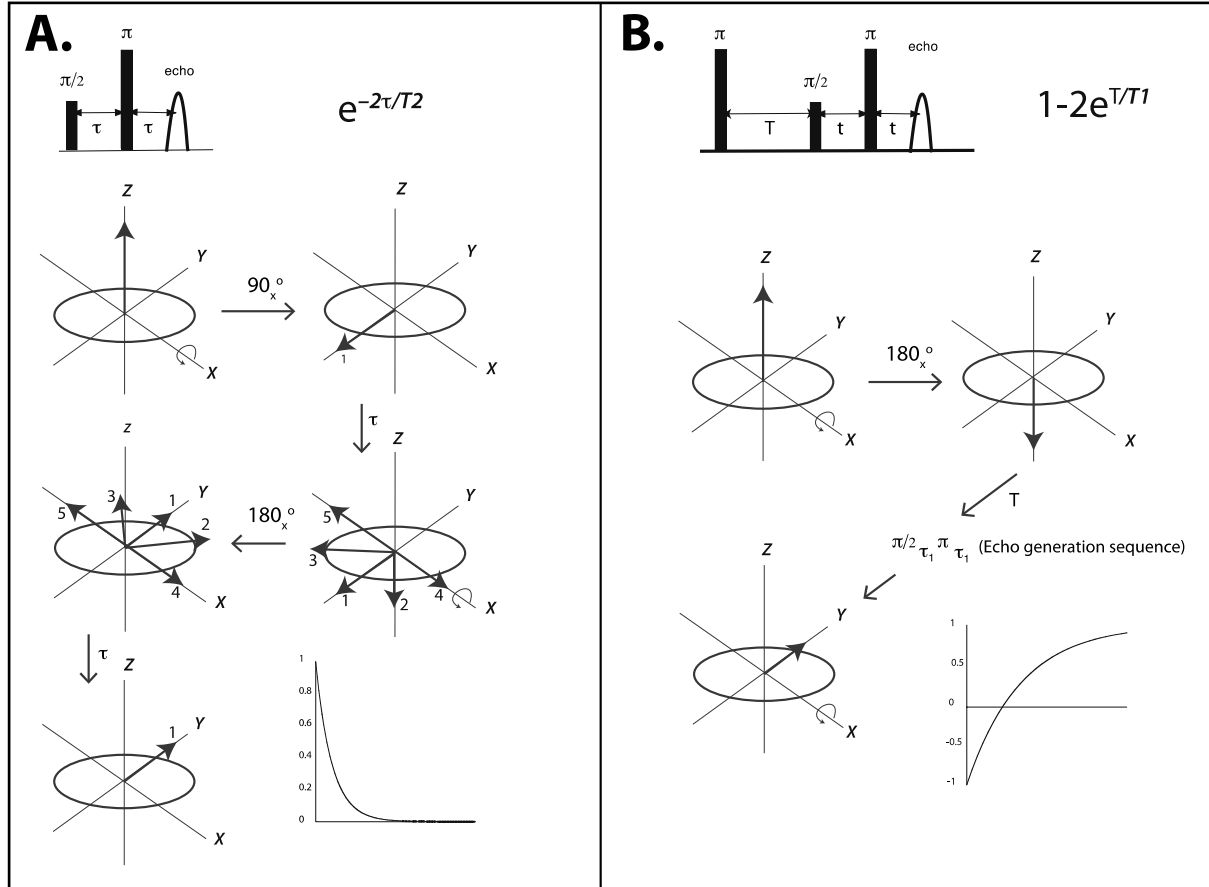 A.
π
π/2
echo
τ
τ
e^–2τ/T2
Z
Y
X
90x°
Z
Y
X
1
τ
z
Y
X
1
2
3
4
5
180x°
Z
Y
X
1
2
3
4
5
τ
Z
Y
X
1
1
0.8
0.6
0.4
0.2
0
B.
π
π/2
π
echo
T
t
t
1-2e^T/T1
Z
Y
X
180x°
Z
Y
X
T
π/2 τ1 π τ1 (Echo generation sequence)
Z
Y
X
1
0.5
0
-0.5
-1